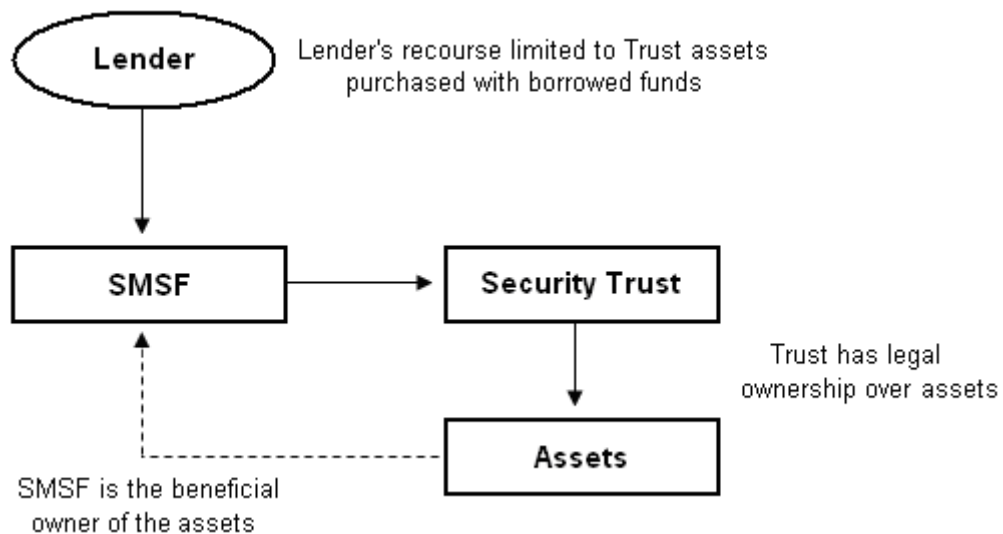 Lender
Lender's recourse limited to Trust assets
purchased with borrowed funds
SMSF
Security Trust
Trust has legal
ownership over assets
Assets
SMSF is the beneficial
owner of the assets